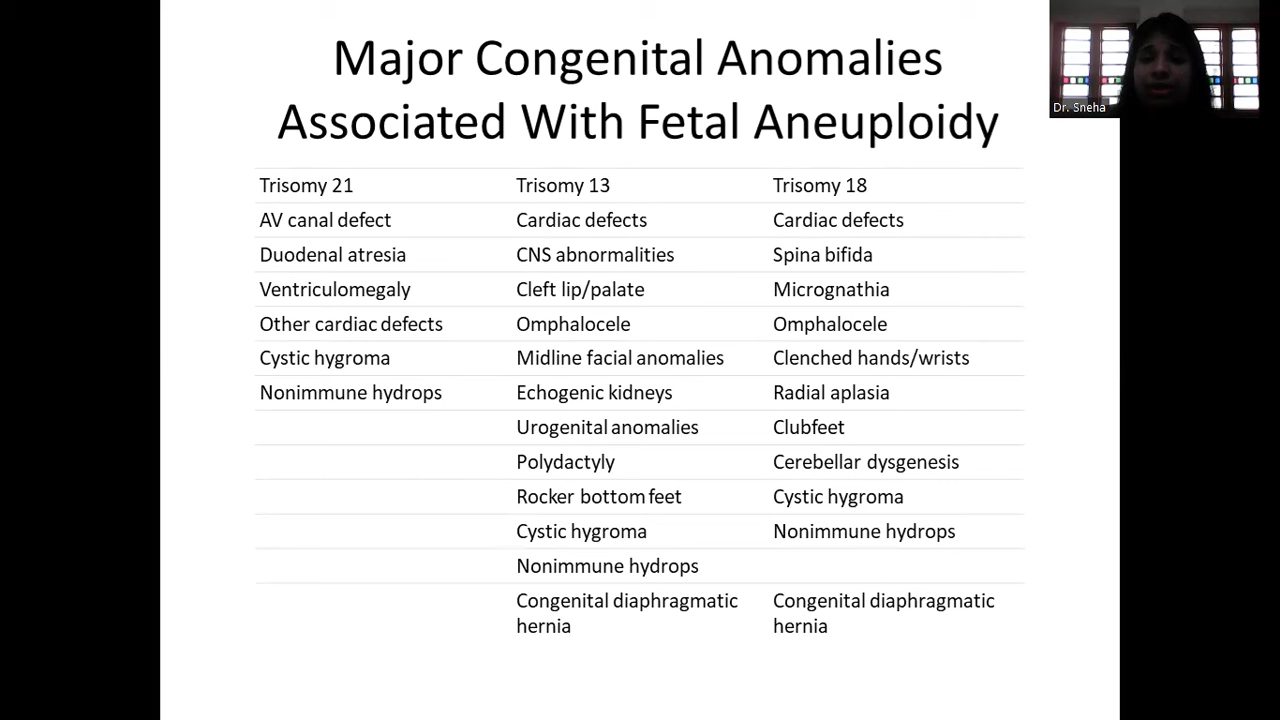 Major Congenital Anomalies
Associated With Fetal Aneuploidy
Dr. Sneha
Trisomy 21 Trisomy 13 Trisomy 18
AV canal defect Cardiac defects Cardiac defects
Duodenal atresia CNS abnormalities Spina bifida
Ventriculomegaly Cleft lip/palate Micrognathia
Other cardiac defects Omphalocele Omphalocele
Cystic hygroma Midline facial anomalies Clenched hands/wrists
Nonimmune hydrops Echogenic kidneys Radial aplasia
Urogenital anomalies Clubfeet
Polydactyly Cerebellar dysgenesis
Rocker bottom feet Cystic hygroma
Cystic hygroma Nonimmune hydrops
Nonimmune hydrops
Congenital diaphragmatic Congenital diaphragmatic
hernia hernia